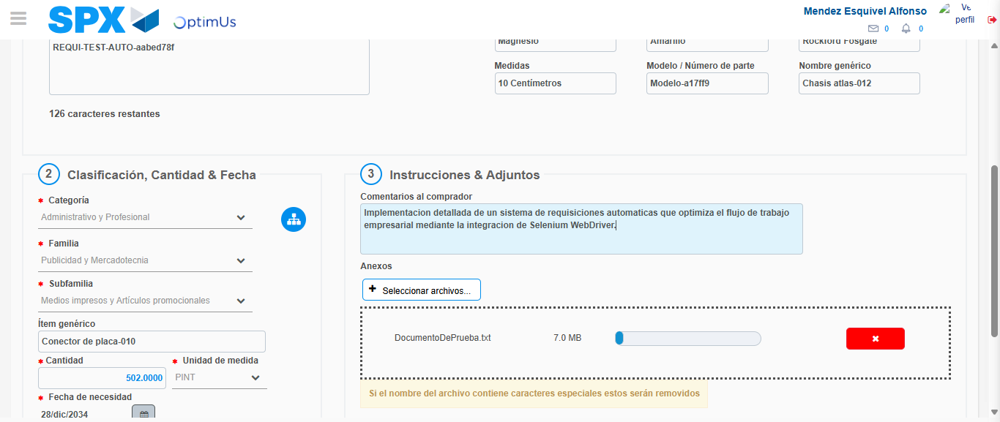 SPX
OptimUs
Mendez Esquivel Alfonso
Ve
perfil
0
0
REQUI-TEST-AUTO-aabed78f
126 caracteres restantes
Magnesio
Amarillo
Rockford Fosgate
Medidas
Modelo / Número de parte
Nombre genérico
10 Centímetros
Modelo-a17ff9
Chasis atlas-012
2 Clasificación, Cantidad & Fecha
* Categoría
Administrativo y Profesional
* Familia
Publicidad y Mercadotecnia
* Subfamilia
Medios impresos y Artículos promocionales
Ítem genérico
Conector de placa-010
* Cantidad
* Unidad de medida
502.0000
PINT
* Fecha de necesidad
28/dic/2034
3 Instrucciones & Adjuntos
Comentarios al comprador
Implementacion detallada de un sistema de requisiciones automaticas que optimiza el flujo de trabajo
empresarial mediante la integracion de Selenium WebDriver.
Anexos
+ Seleccionar archivos...
DocumentoDePrueba.txt
7.0 MB
Si el nombre del archivo contiene caracteres especiales estos serán removidos